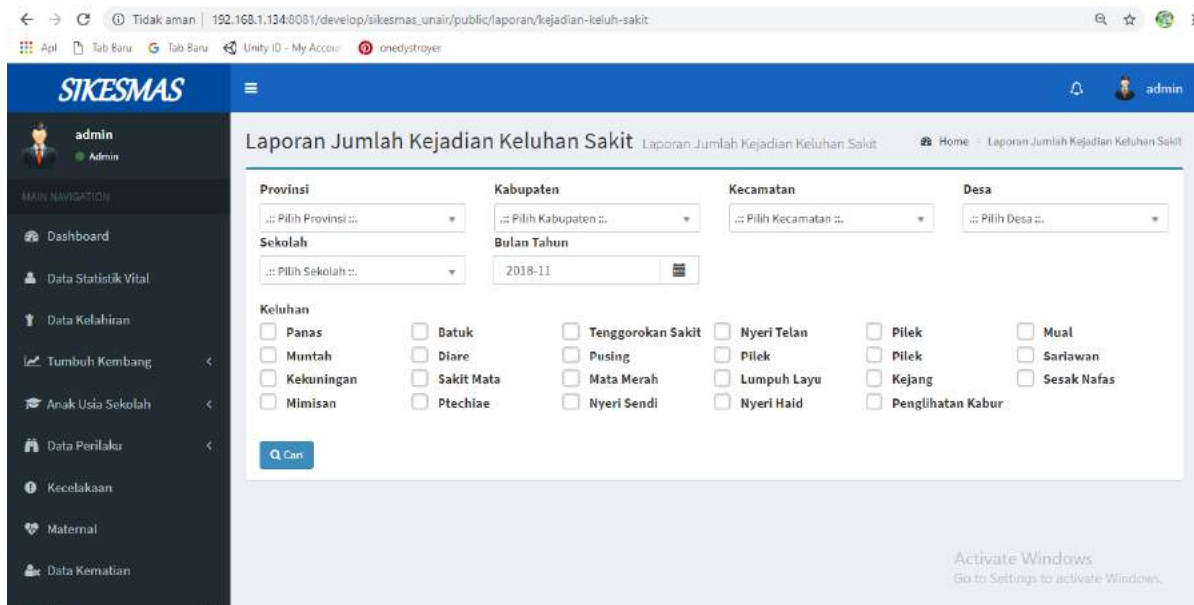 Tidak aman | 192.168.1.134:8081/develop/sikesmas_unair/public/laporan/kejadian-keluh-sakit
Apl Tab Baru Tab Baru Unity ID - My Accour onedystroyer
SIKESMAS admin
admin
Admin
Laporan Jumlah Kejadian Keluhan Sakit Laporan Jumlah Kejadian Keluhan Sakit Home Laporan Jumlah Kejadian Keluhan Sakit
MAIN NAVIGATION
Dashboard
Data Statistik Vital
Data Kelahiran
Tumbuh Kembang
Anak Usia Sekolah
Data Perilaku
Kecelakaan
Maternal
Data Kematian
Provinsi Kabupaten Kecamatan Desa
.:: Pilih Provinsi ::. .:: Pilih Kabupaten ::. .:: Pilih Kecamatan ::. .:: Pilih Desa ::.
Sekolah Bulan Tahun
.:: Pilih Sekolah ::. 2018-11
Keluhan
Panas Batuk Tenggorokan Sakit Nyeri Telan Pilek Mual
Muntah Diare Pusing Pilek Pilek Sariawan
Kekuningan Sakit Mata Mata Merah Lumpuh Layu Kejang Sesak Nafas
Mimisan Ptechiae Nyeri Sendi Nyeri Haid Penglihatan Kabur
Cari
Activate Windows
Go to Settings to activate Windows.